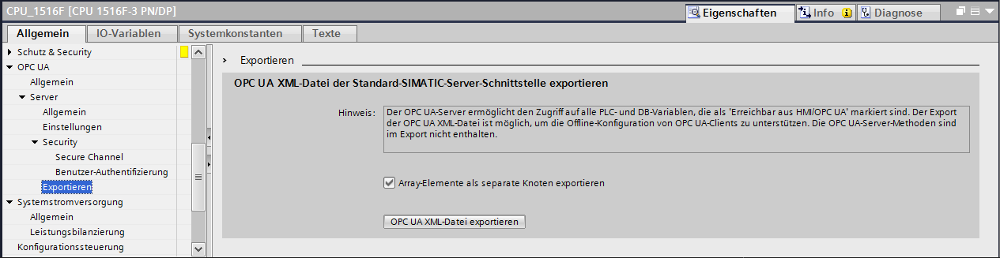 CPU_1516F [CPU 1516F-3 PN/DP]
Eigenschaften
Info
Diagnose
Allgemein
IO-Variablen
Systemkonstanten
Texte
Schutz & Security
OPC UA
Allgemein
Server
Allgemein
Einstellungen
Security
Secure Channel
Benutzer-Authentifizierung
Exportieren
Systemstromversorgung
Allgemein
Leistungsbilanzierung
Konfigurationssteuerung
Exportieren
OPC UA XML-Datei der Standard-SIMATIC-Server-Schnittstelle exportieren
Hinweis:
Der OPC UA-Server ermöglicht den Zugriff auf alle PLC- und DB-Variablen, die als 'Erreichbar aus HMI/OPC UA' markiert sind. Der Export
der OPC UA XML-Datei ist möglich, um die Offline-Konfiguration von OPC UA-Clients zu unterstützen. Die OPC UA-Server-Methoden sind
im Export nicht enthalten.
Array-Elemente als separate Knoten exportieren
OPC UA XML-Datei exportieren